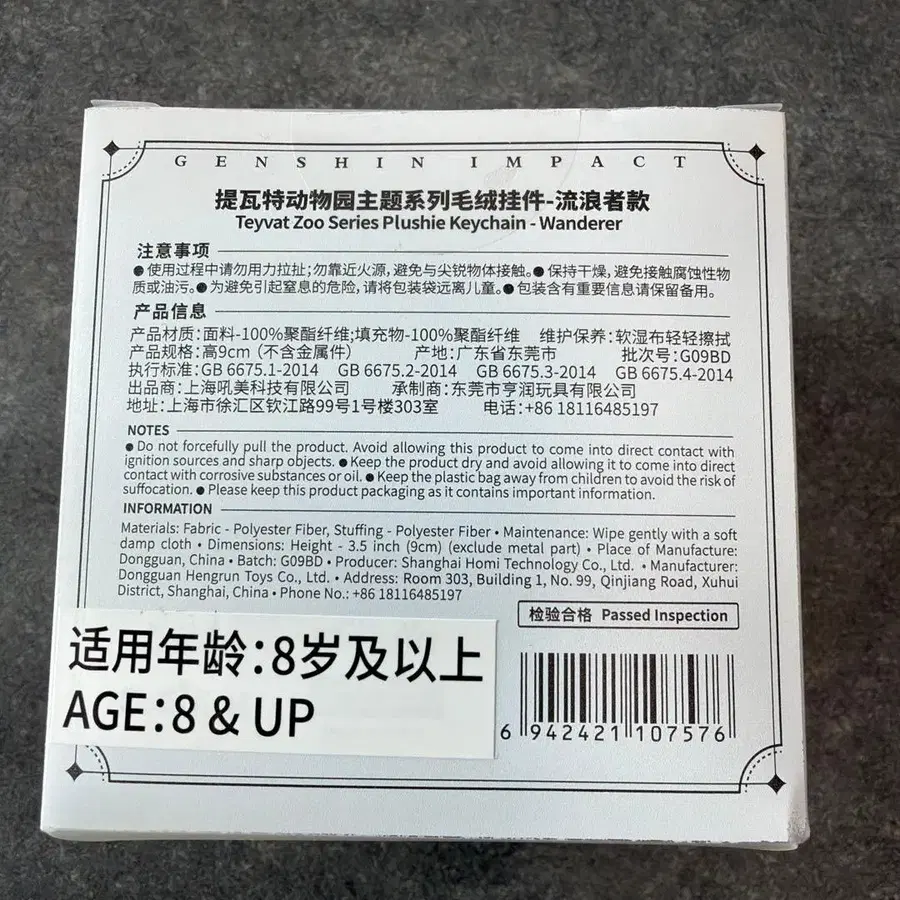 GENSHIN IMPACT
提瓦特动物园主题系列毛绒挂件-流浪者款
Teyvat Zoo Series Plushie Keychain - Wanderer
注意事项
●使用过程中请勿用力拉扯;勿靠近火源,避免与尖锐物体接触。●保持干燥,避免接触腐蚀性物
质或油污。●为避免引起窒息的危险,请将包装袋远离儿童。●包装含有重要信息请保留备用。
产品信息
产品材质:面料-100%聚酯纤维;填充物-100%聚酯纤维 维护保养:软湿布轻轻擦拭
产品规格:高9cm(不含金属件) 产地:广东省东莞市 批次号:G09BD
执行标准:GB 6675.1-2014 GB 6675.2-2014 GB 6675.3-2014 GB 6675.4-2014
出品商:上海吼美科技有限公司 承制商:东莞市亨润玩具有限公司
地址:上海市徐汇区钦江路99号1号楼303室 电话:+86 18116485197
NOTES
●Do not forcefully pull the product. Avoid allowing this product to come into direct contact with
ignition sources and sharp objects. ●Keep the product dry and avoid allowing it to come into direct
contact with corrosive substances or oil. ●Keep the plastic bag away from children to avoid the risk of
suffocation. ●Please keep this product packaging as it contains important information.
INFORMATION
Materials: Fabric - Polyester Fiber, Stuffing - Polyester Fiber • Maintenance: Wipe gently with a soft
damp cloth • Dimensions: Height - 3.5 inch (9cm) (exclude metal part) • Place of Manufacture:
Dongguan, China • Batch: G09BD • Producer: Shanghai Homi Technology Co., Ltd. • Manufacturer:
Dongguan Hengrun Toys Co., Ltd. • Address: Room 303, Building 1, No. 99, Qinjiang Road, Xuhui
District, Shanghai, China • Phone No.: +86 18116485197
检验合格 Passed Inspection
适用年龄:8岁及以上
AGE:8 & UP
6 942421 107576